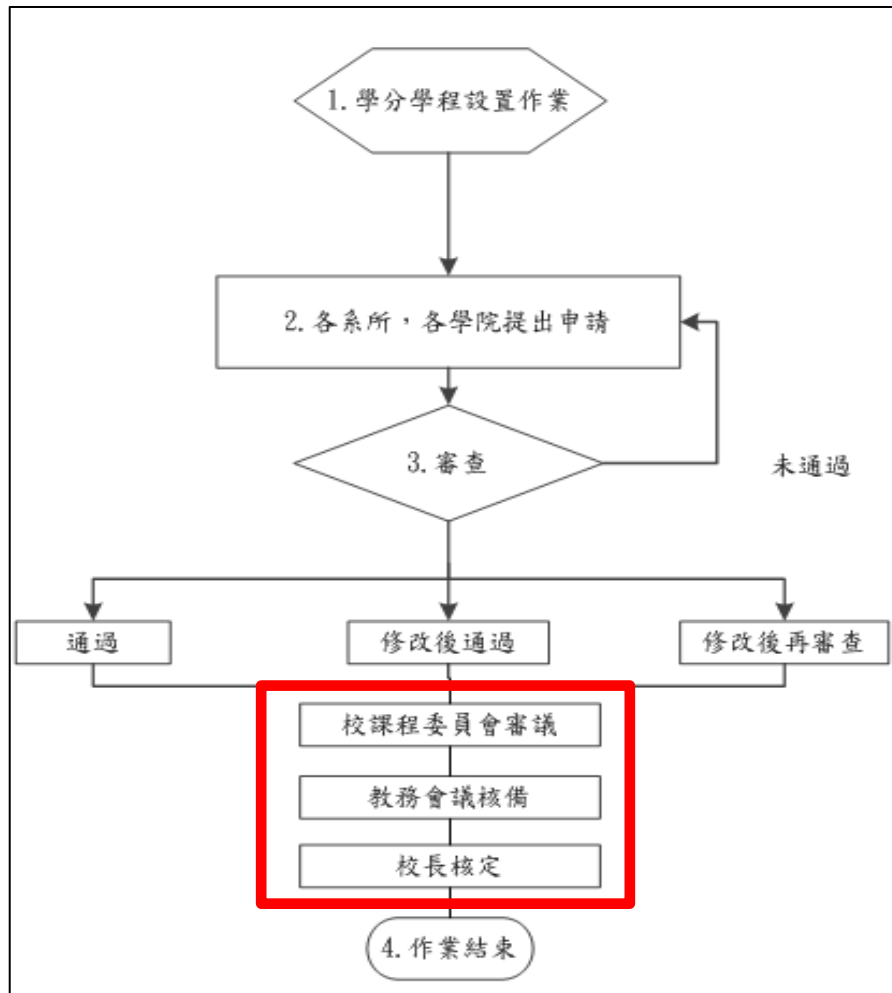 1.學分學程設置作業
2.各系所，各學院提出申請
3.審查
未通過
通過
修改後通過
修改後再審查
校課程委員會審議
教務會議核備
校長核定
4.作業結束